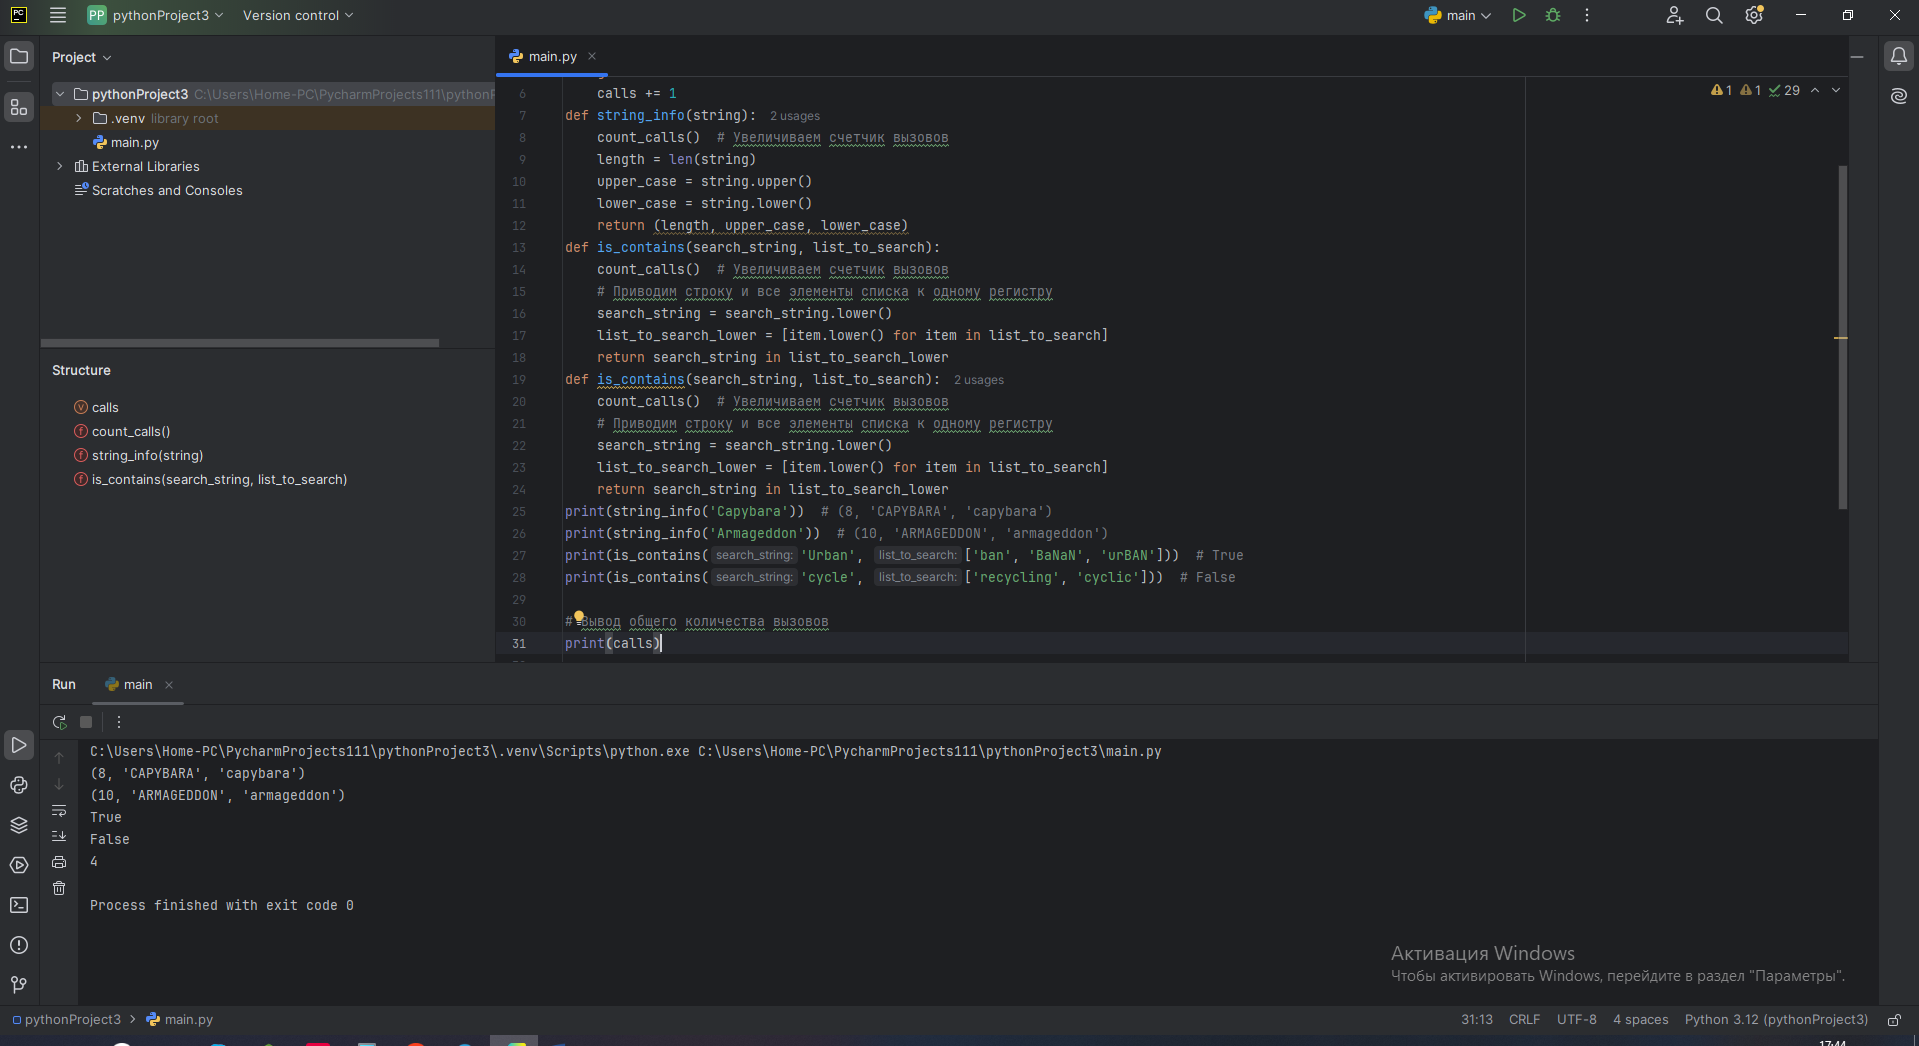 PC
PP pythonProject3 Version control
main
Project
pythonProject3 C:\Users\Home-PC\PycharmProjects111\pythonP
.venv library root
main.py
External Libraries
Scratches and Consoles
Structure
calls
count_calls()
string_info(string)
is_contains(search_string, list_to_search)
main.py
1 1 29
6 calls += 1
7 def string_info(string): 2 usages
8 count_calls() # Увеличиваем счетчик вызовов
9 length = len(string)
10 upper_case = string.upper()
11 lower_case = string.lower()
12 return (length, upper_case, lower_case)
13 def is_contains(search_string, list_to_search):
14 count_calls() # Увеличиваем счетчик вызовов
15 # Приводим строку и все элементы списка к одному регистру
16 search_string = search_string.lower()
17 list_to_search_lower = [item.lower() for item in list_to_search]
18 return search_string in list_to_search_lower
19 def is_contains(search_string, list_to_search): 2 usages
20 count_calls() # Увеличиваем счетчик вызовов
21 # Приводим строку и все элементы списка к одному регистру
22 search_string = search_string.lower()
23 list_to_search_lower = [item.lower() for item in list_to_search]
24 return search_string in list_to_search_lower
25 print(string_info('Capybara')) # (8, 'CAPYBARA', 'capybara')
26 print(string_info('Armageddon')) # (10, 'ARMAGEDDON', 'armageddon')
27 print(is_contains( search_string: 'Urban', list_to_search: ['ban', 'BaNaN', 'urBAN'])) # True
28 print(is_contains( search_string: 'cycle', list_to_search: ['recycling', 'cyclic'])) # False
29
30 # Вывод общего количества вызовов
31 print(calls)
Run main
C:\Users\Home-PC\PycharmProjects111\pythonProject3\.venv\Scripts\python.exe C:\Users\Home-PC\PycharmProjects111\pythonProject3\main.py
(8, 'CAPYBARA', 'capybara')
(10, 'ARMAGEDDON', 'armageddon')
True
False
4
Process finished with exit code 0
Активация Windows
Чтобы активировать Windows, перейдите в раздел "Параметры".
pythonProject3 > main.py
31:13 CRLF UTF-8 4 spaces Python 3.12 (pythonProject3)
17:44